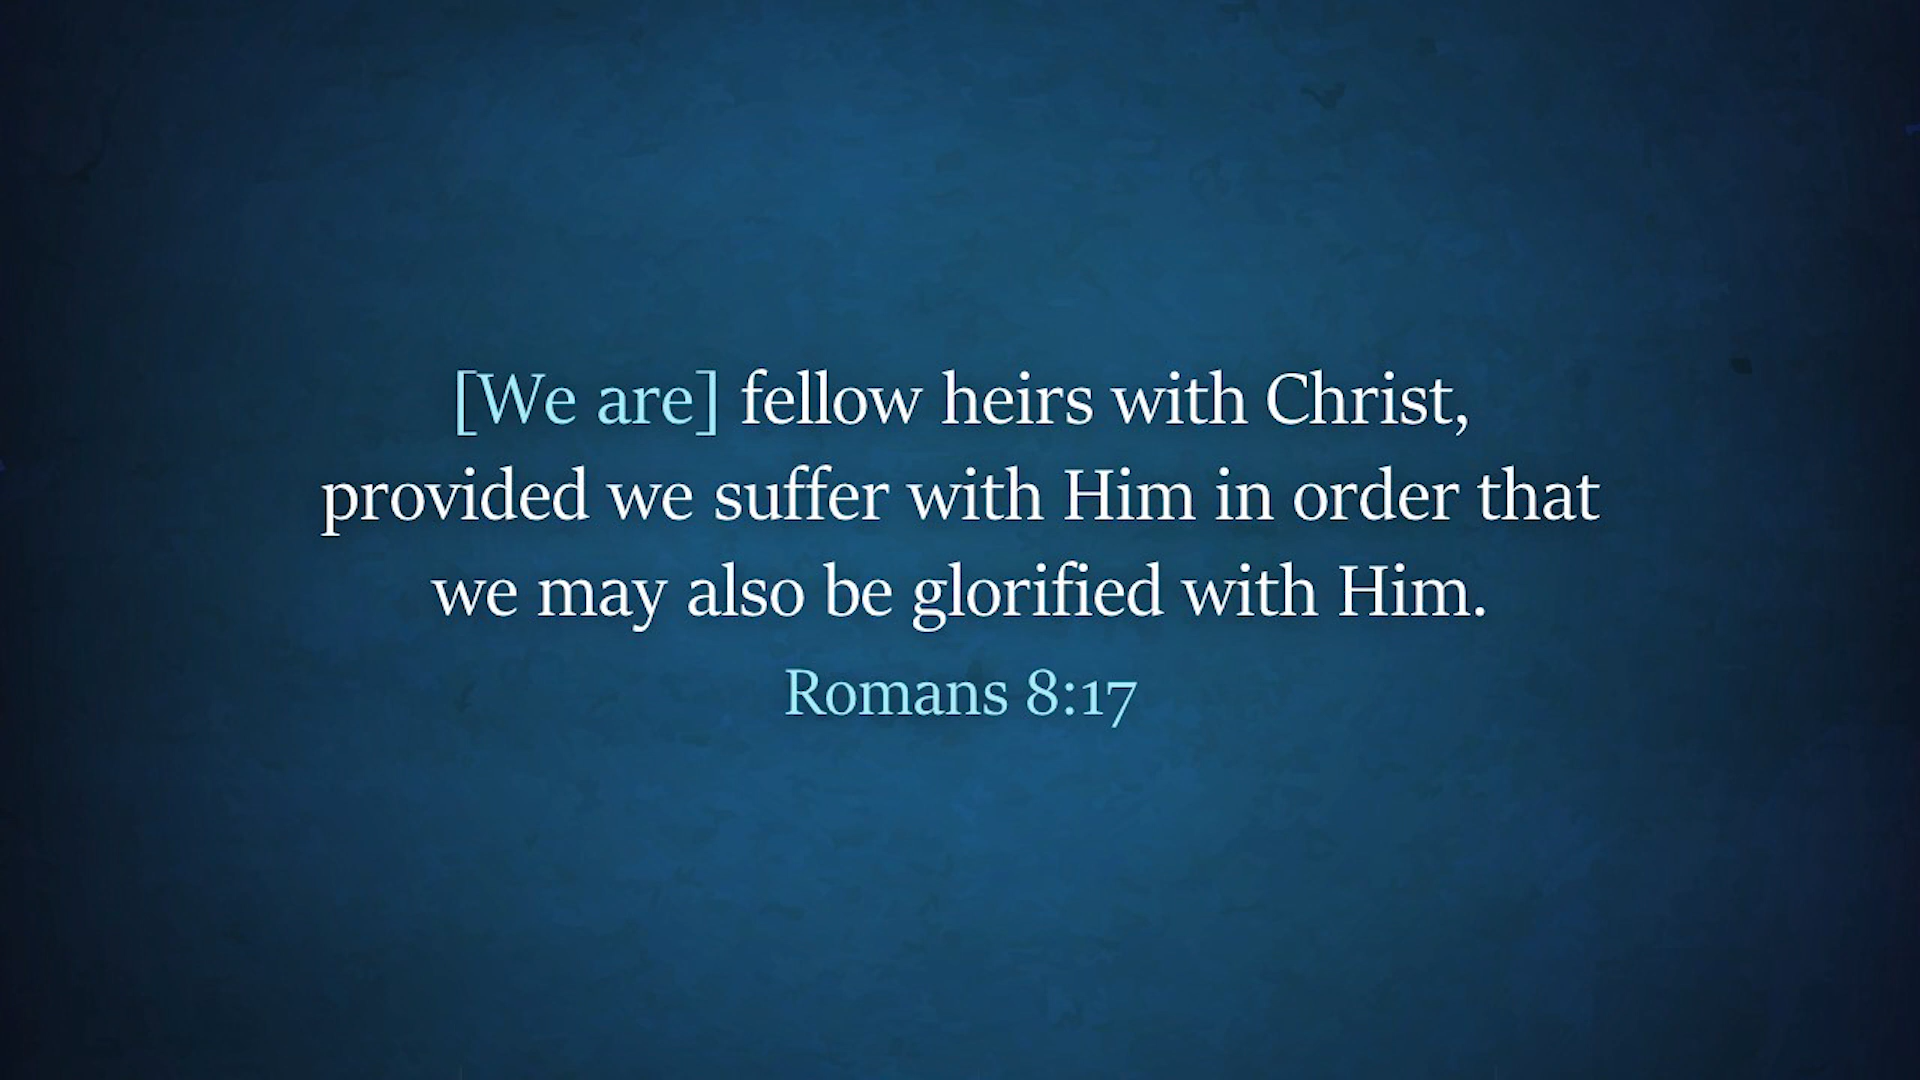 [We are] fellow heirs with Christ,
provided we suffer with Him in order that
we may also be glorified with Him.
Romans 8:17